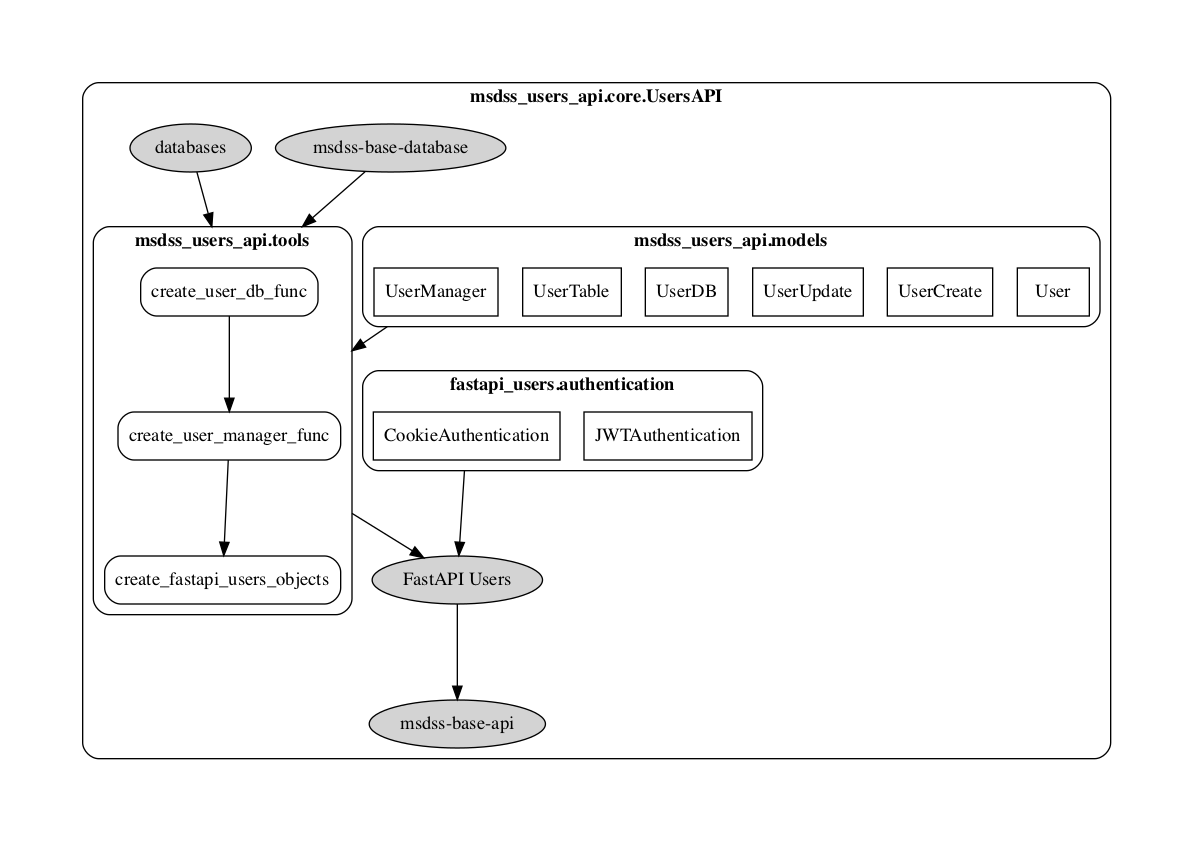 msdss_users_api.core.UsersAPI
databases
msdss-base-database
msdss_users_api.tools
msdss_users_api.models
create_user_db_func
UserManager
UserTable
UserDB
UserUpdate
UserCreate
User
fastapi_users.authentication
create_user_manager_func
CookieAuthentication
JWTAuthentication
create_fastapi_users_objects
FastAPI Users
msdss-base-api